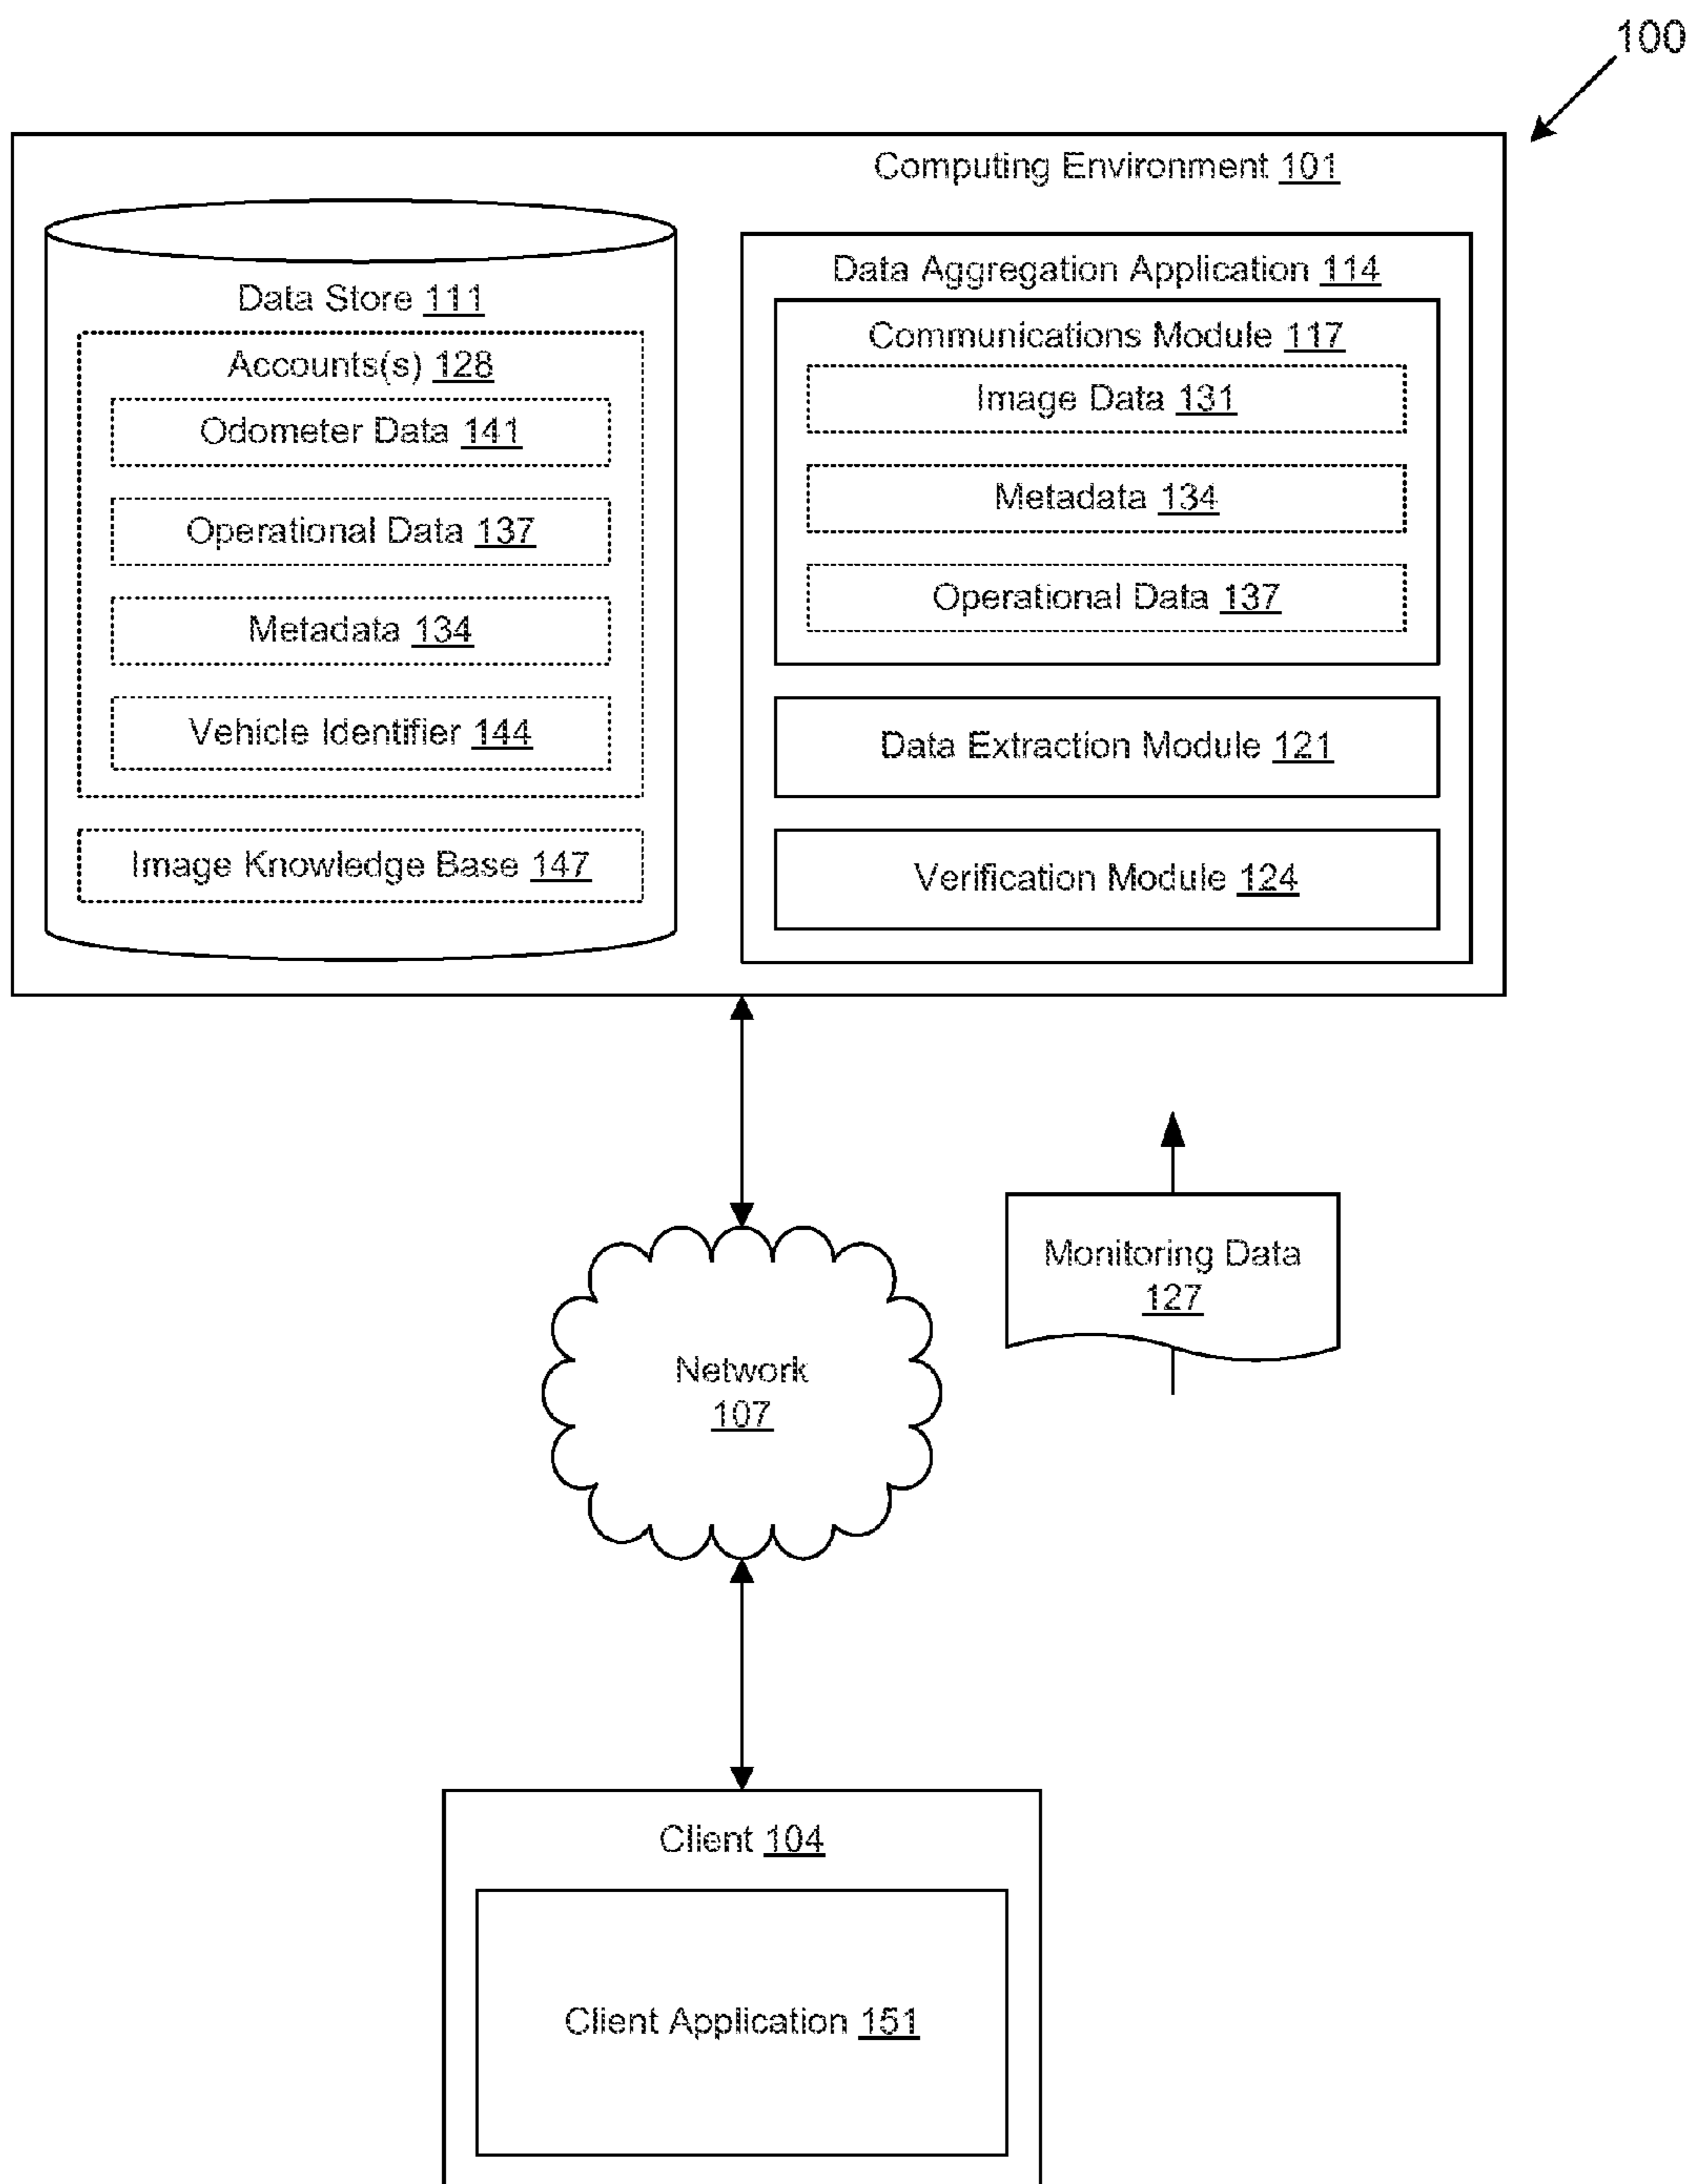 100
Computing Environment 101
Data Store 111
Accounts(s) 128
Odometer Data 141
Operational Data 137
Metadata 134
Vehicle Identifier 144
Image Knowledge Base 147
Data Aggregation Application 114
Communications Module 117
Image Data 131
Metadata 134
Operational Data 137
Data Extraction Module 121
Verification Module 124
Monitoring Data
127
Network
107
Client 104
Client Application 151